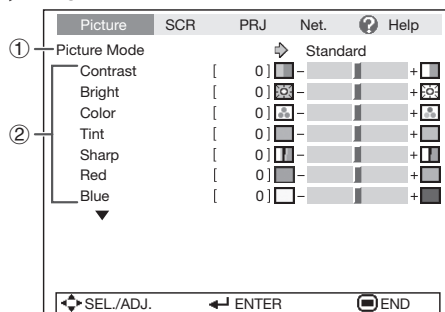 Picture SCR PRJ Net. ? Help
① Picture Mode Standard
② Contrast [ 0 ] – +
Bright [ 0 ] – +
Color [ 0 ] – +
Tint [ 0 ] – +
Sharp [ 0 ] – +
Red [ 0 ] – +
Blue [ 0 ] – +
SEL./ADJ. ENTER END